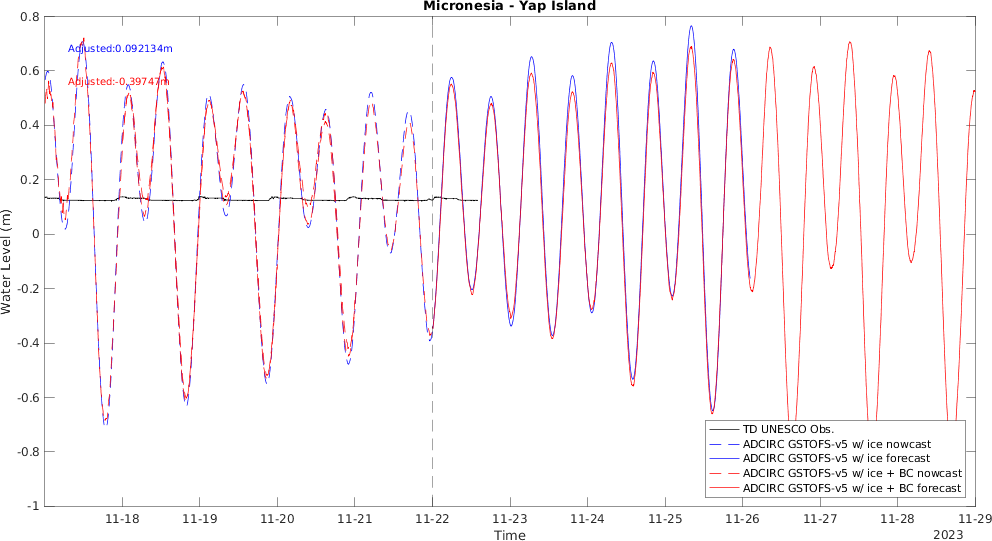 Micronesia - Yap Island
0.8
0.6
0.4
0.2
0
-0.2
-0.4
-0.6
-0.8
-1
Water Level (m)
Adjusted:0.092134m
Adjusted:-0.39747m
TD UNESCO Obs.
ADCIRC GSTOFS-v5 w/ ice nowcast
ADCIRC GSTOFS-v5 w/ ice forecast
ADCIRC GSTOFS-v5 w/ ice + BC nowcast
ADCIRC GSTOFS-v5 w/ ice + BC forecast
11-18 11-19 11-20 11-21 11-22 11-23 11-24 11-25 11-26 11-27 11-28 11-29
Time
2023